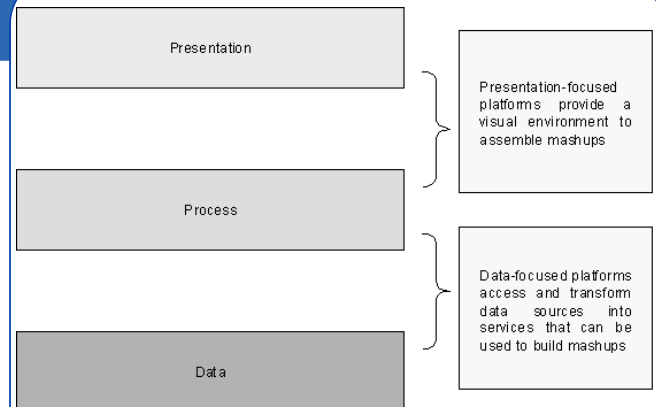 Presentation
Presentation-focused
platforms provide a
visual environment to
assemble mashups
Process
Data-focused platforms
access and transform
data sources into
services that can be
used to build mashups
Data